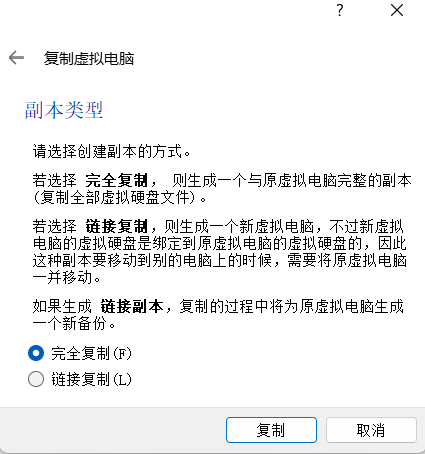 ?
复制虚拟电脑
副本类型
请选择创建副本的方式。
若选择 完全复制， 则生成一个与原虚拟电脑完整的副本
(复制全部虚拟硬盘文件)。
若选择 链接复制，则生成一个新虚拟电脑，不过新虚拟
电脑的虚拟硬盘是绑定到原虚拟电脑的虚拟硬盘的，因此
这种副本要移动到别的电脑上的时候，需要将原虚拟电脑
一并移动。
如果生成 链接副本，复制的过程中将为原虚拟电脑生成
一个新备份。
完全复制(F)
链接复制(L)
复制
取消